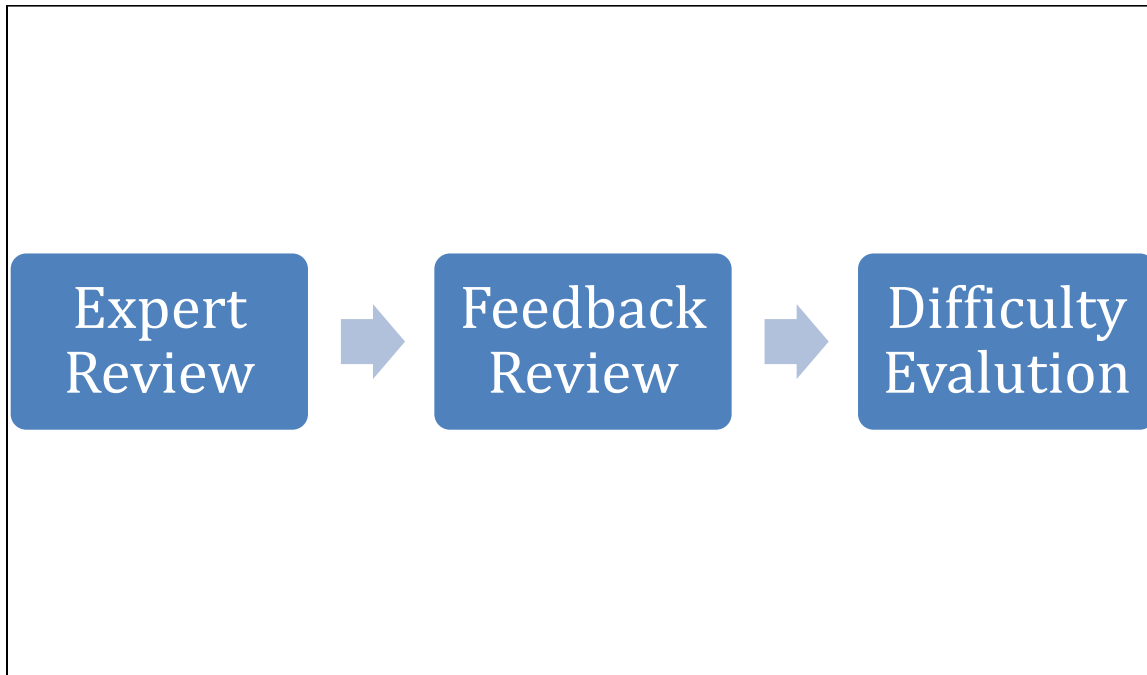 Expert
Review
Feedback
Review
Difficulty
Evalution